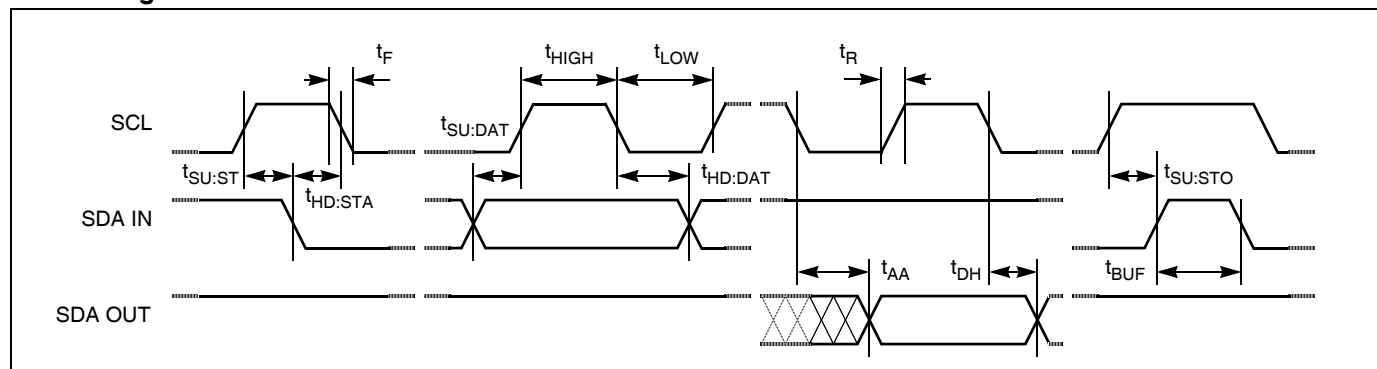 tF
tHIGH
tLOW
tR
SCL
tSU:DAT
tSU:ST
tHD:STA
tHD:DAT
tSU:STO
SDA IN
tAA
tDH
tBUF
SDA OUT